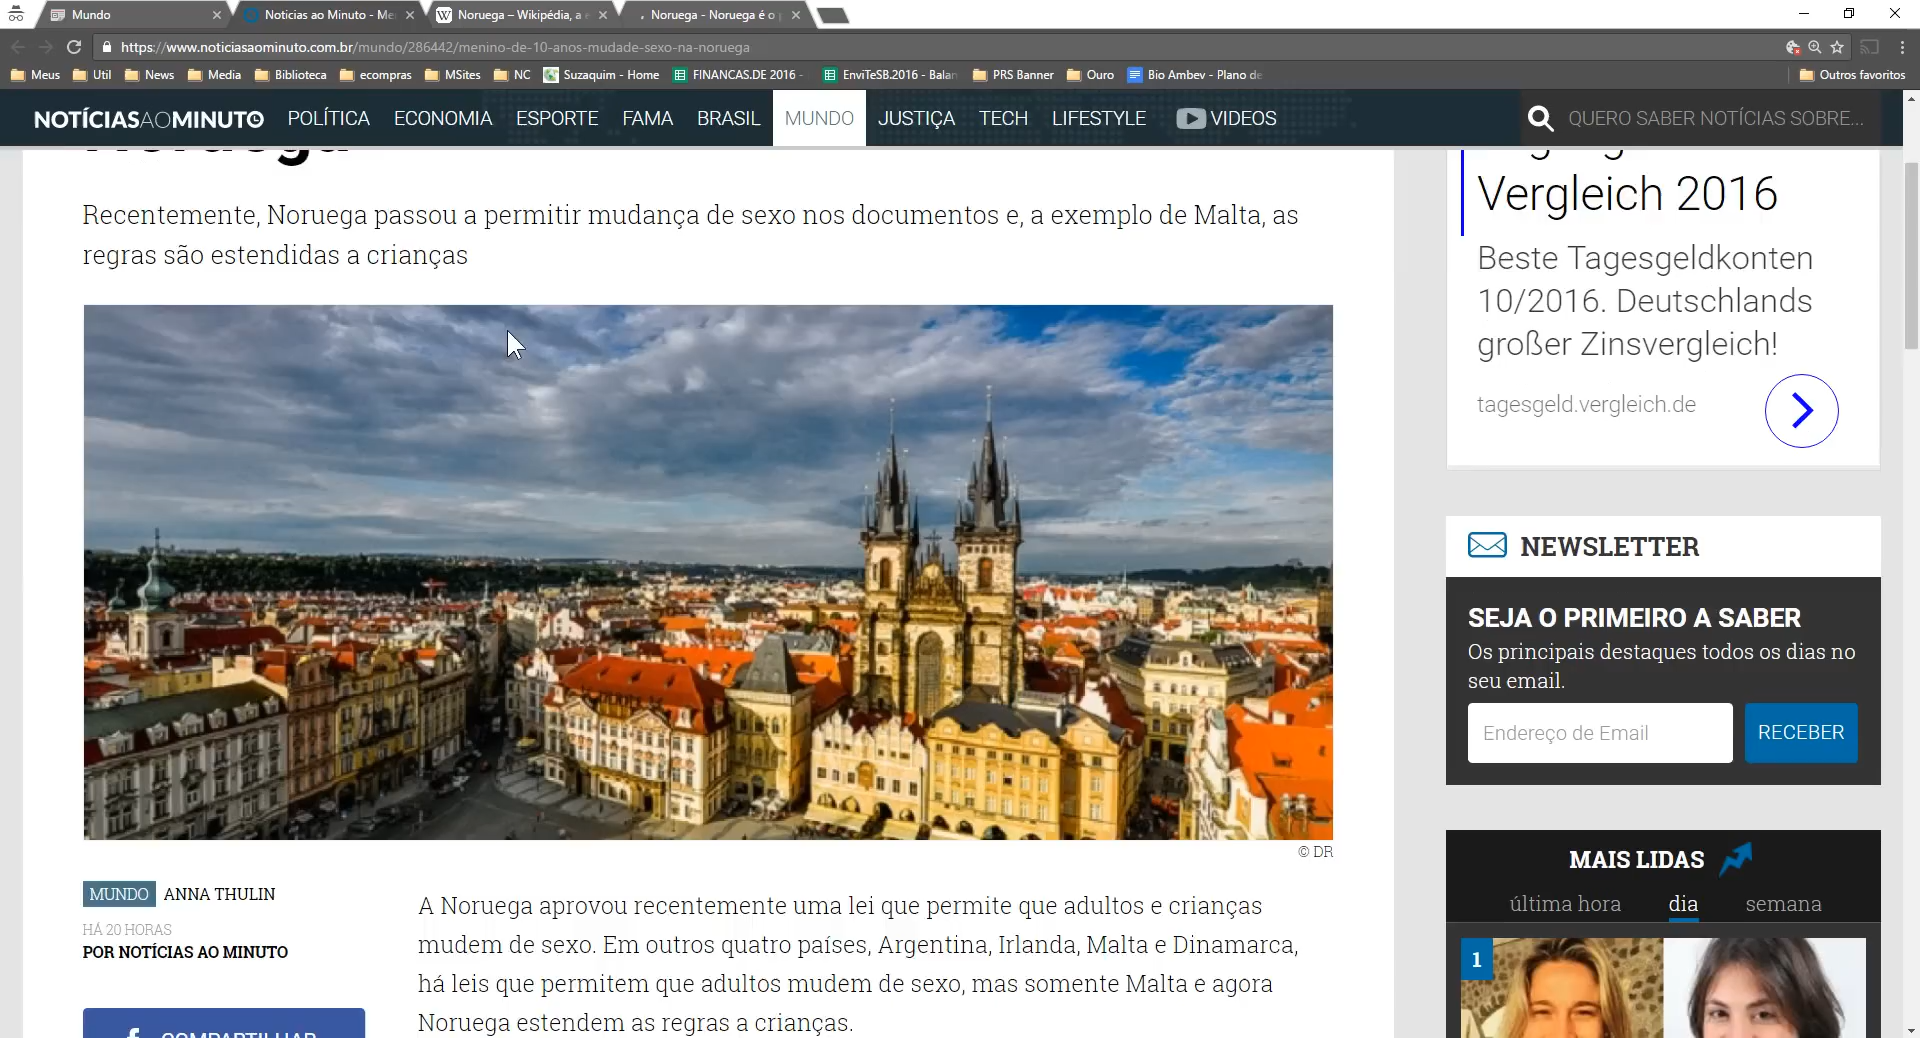 Mundo
Noticias ao Minuto - Me
Noruega – Wikipédia, a e
Noruega - Noruega é o p
https://www.noticiasaominuto.com.br/mundo/286442/menino-de-10-anos-mudade-sexo-na-noruega
Meus
Util
News
Media
Biblioteca
ecompras
MSites
NC
Suzaquim - Home
FINANCAS.DE 2016 -
EnviTeSB.2016 - Balan
PRS Banner
Ouro
Bio Ambev - Plano de
Outros favoritos
NOTÍCIASAOMINUTO
POLÍTICA
ECONOMIA
ESPORTE
FAMA
BRASIL
MUNDO
JUSTIÇA
TECH
LIFESTYLE
VIDEOS
QUERO SABER NOTÍCIAS SOBRE...
Noruega
Recentemente, Noruega passou a permitir mudança de sexo nos documentos e, a exemplo de Malta, as
regras são estendidas a crianças
© DR
MUNDO ANNA THULIN
HÁ 20 HORAS
POR NOTÍCIAS AO MINUTO
COMPARTILHAR
A Noruega aprovou recentemente uma lei que permite que adultos e crianças
mudem de sexo. Em outros quatro países, Argentina, Irlanda, Malta e Dinamarca,
há leis que permitem que adultos mudem de sexo, mas somente Malta e agora
Noruega estendem as regras a crianças.
Vergleich 2016
Beste Tagesgeldkonten
10/2016. Deutschlands
großer Zinsvergleich!
tagesgeld.vergleich.de
NEWSLETTER
SEJA O PRIMEIRO A SABER
Os principais destaques todos os dias no
seu email.
Endereço de Email
RECEBER
MAIS LIDAS
última hora
dia
semana
1